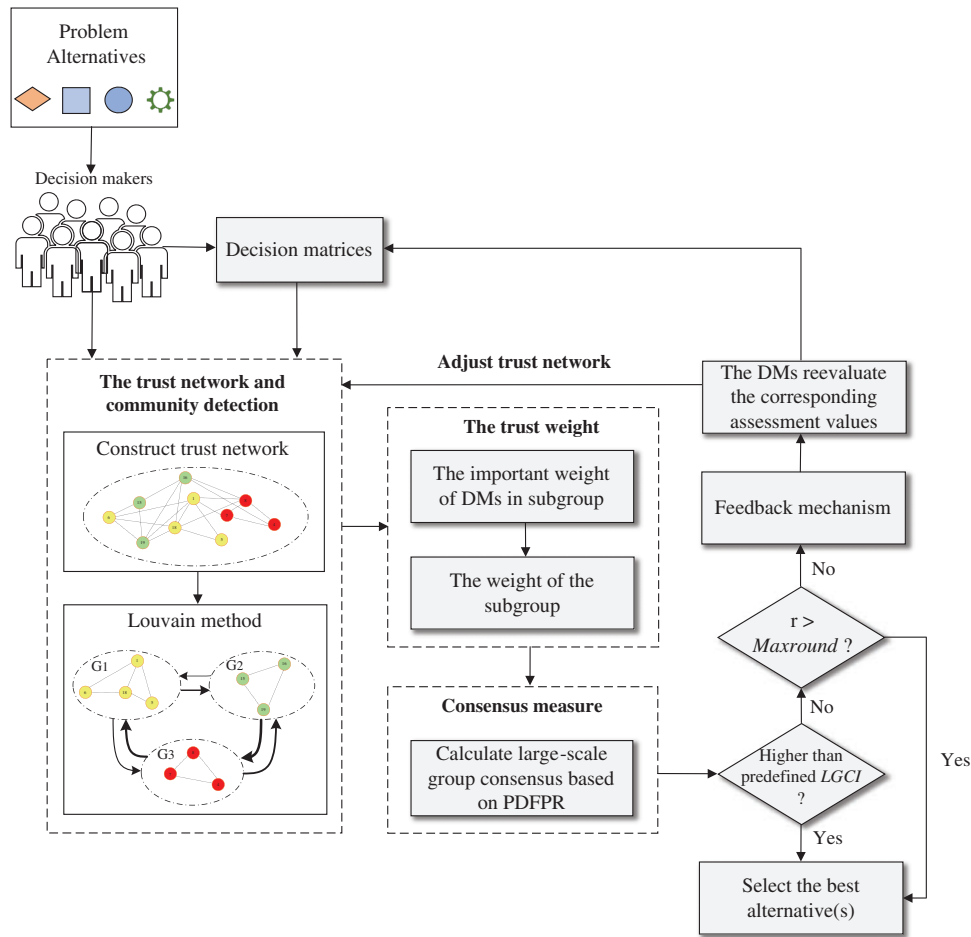 Problem
Alternatives
Decision makers
Decision matrices
Adjust trust network
The DMs reevaluate
the corresponding
assessment values
The trust network and
community detection
Construct trust network
The trust weight
The important weight
of DMs in subgroup
The weight of the
subgroup
Feedback mechanism
No
r >
Maxround ?
Louvain method
G1
G2
G3
Consensus measure
Calculate large-scale
group consensus based
on PDFPR
No
Higher than
predefined LGCI
?
Yes
Yes
Select the best
alternative(s)